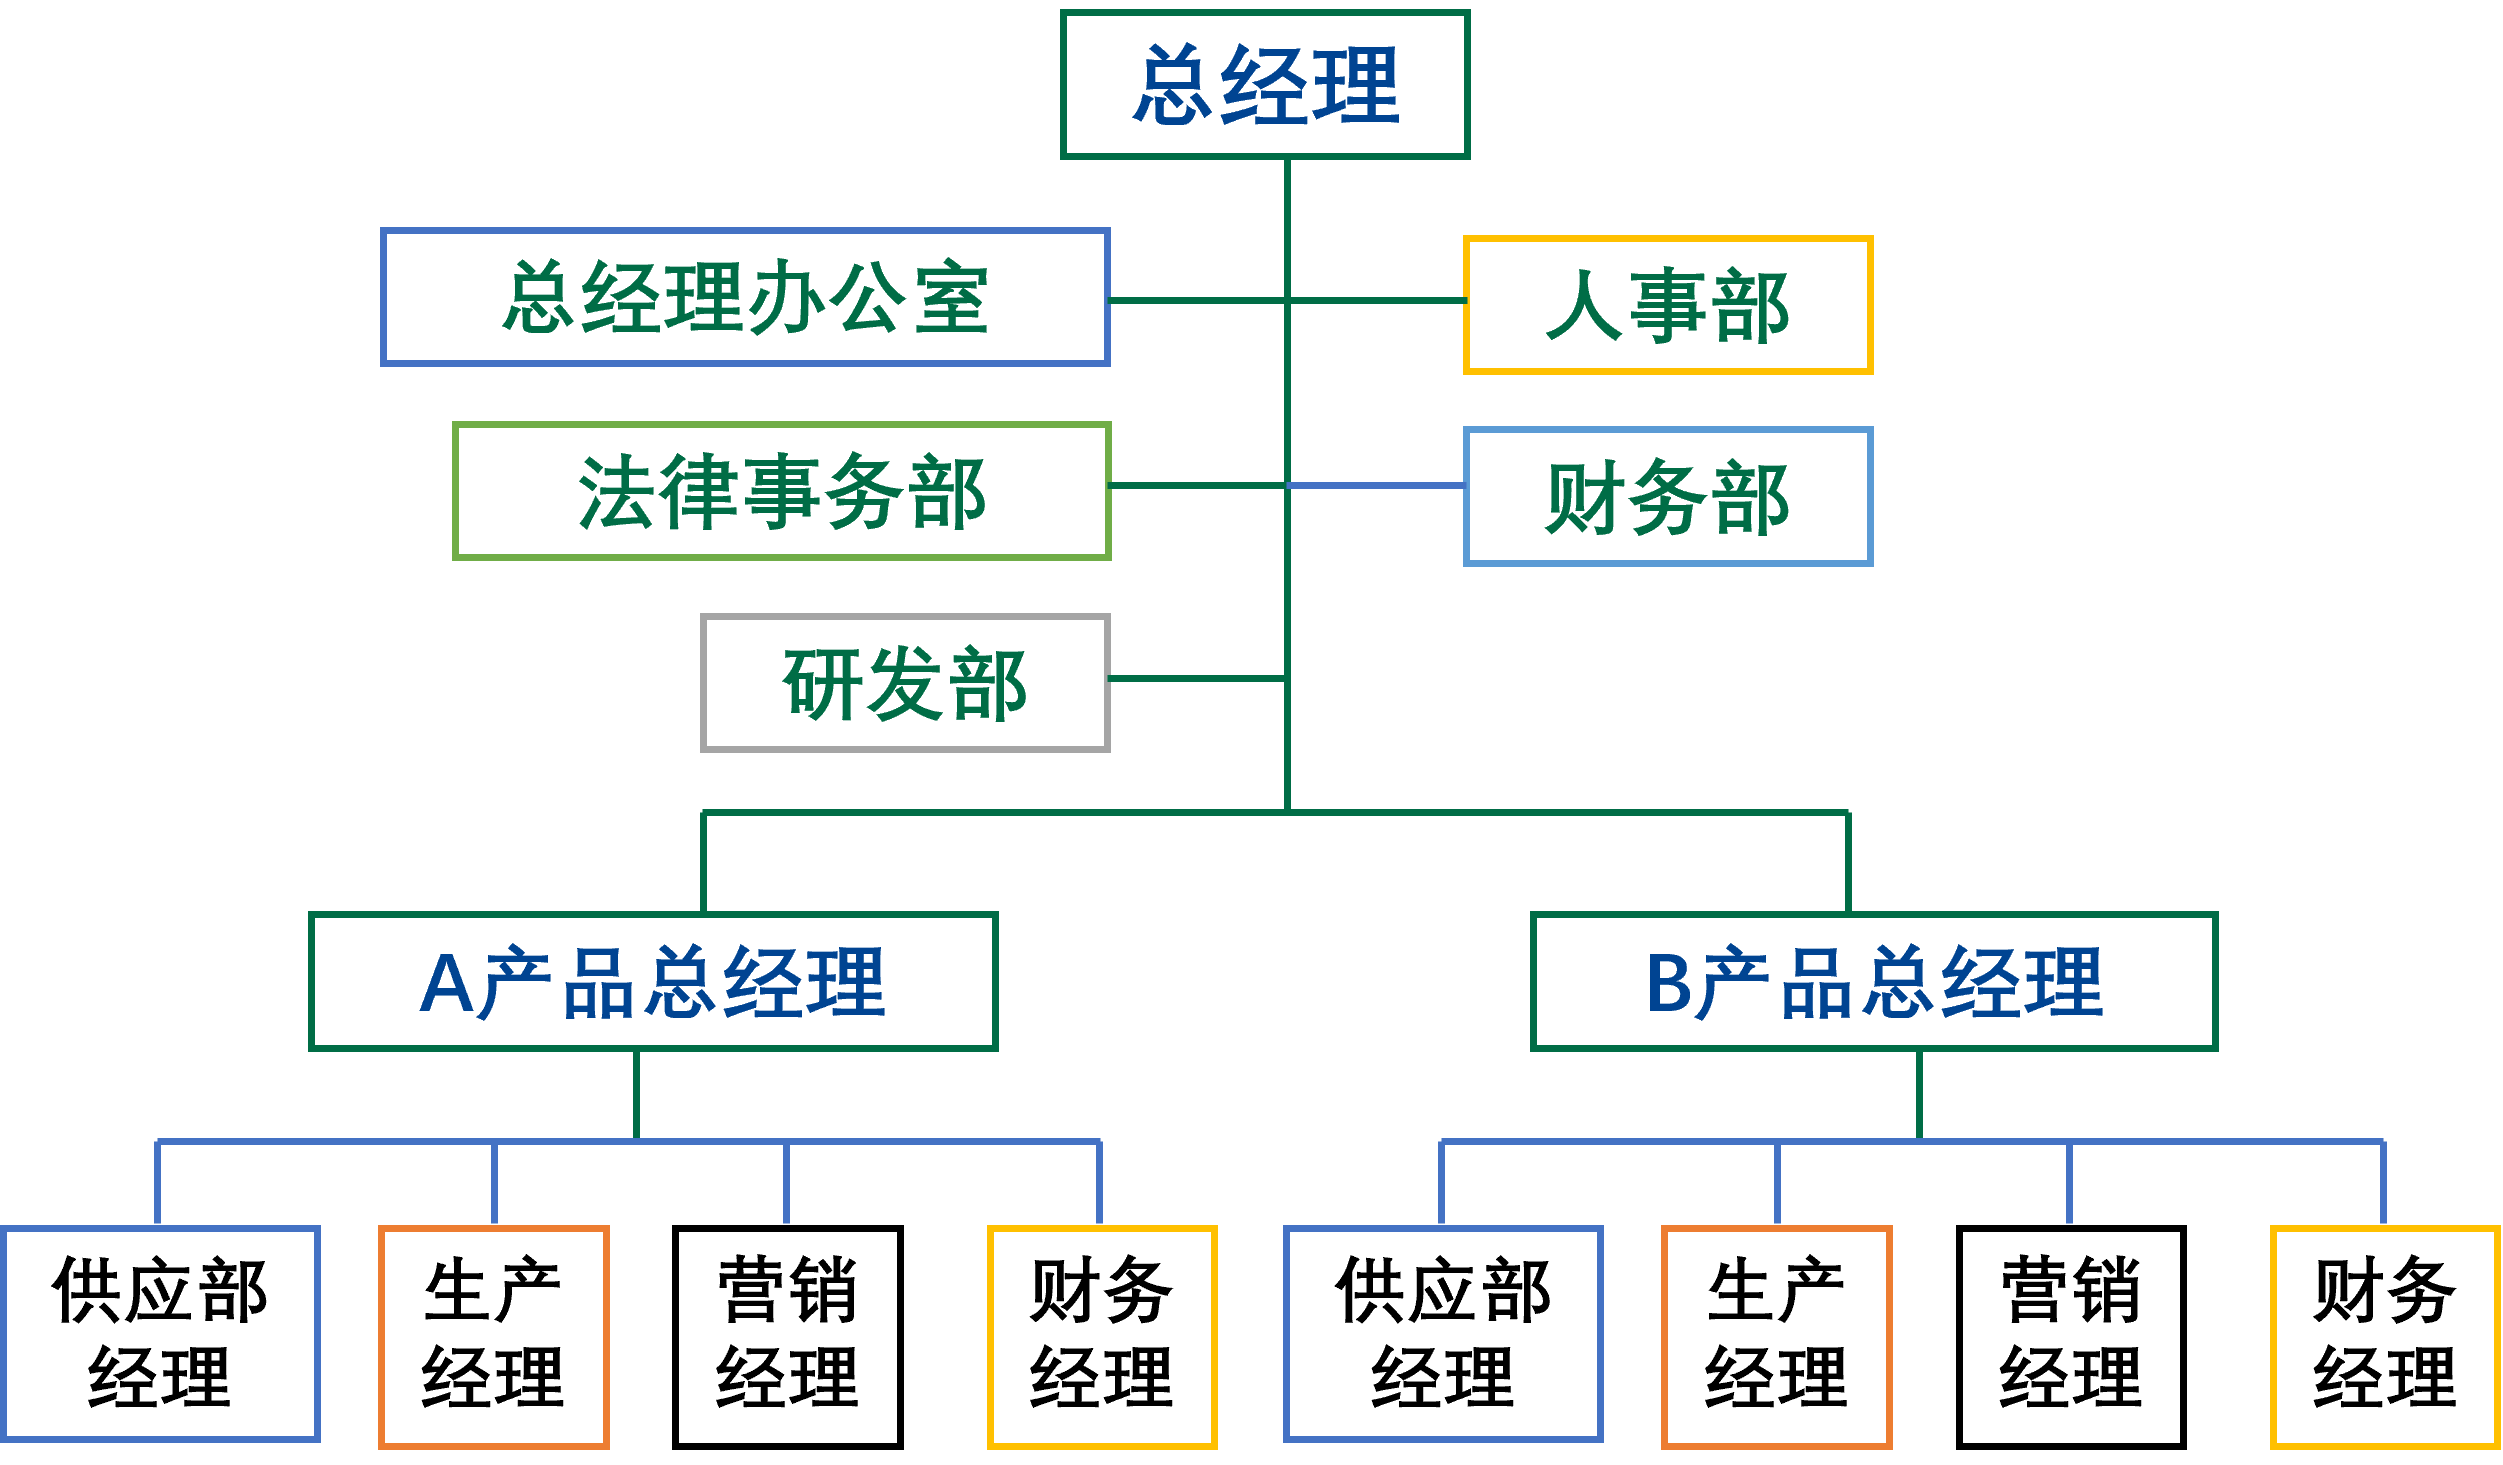 总经理
总经理办公室
人事部
法律事务部
财务部
研发部
A产品总经理
B产品总经理
供应部
经理
生产
经理
营销
经理
财务
经理
供应部
经理
生产
经理
营销
经理
财务
经理